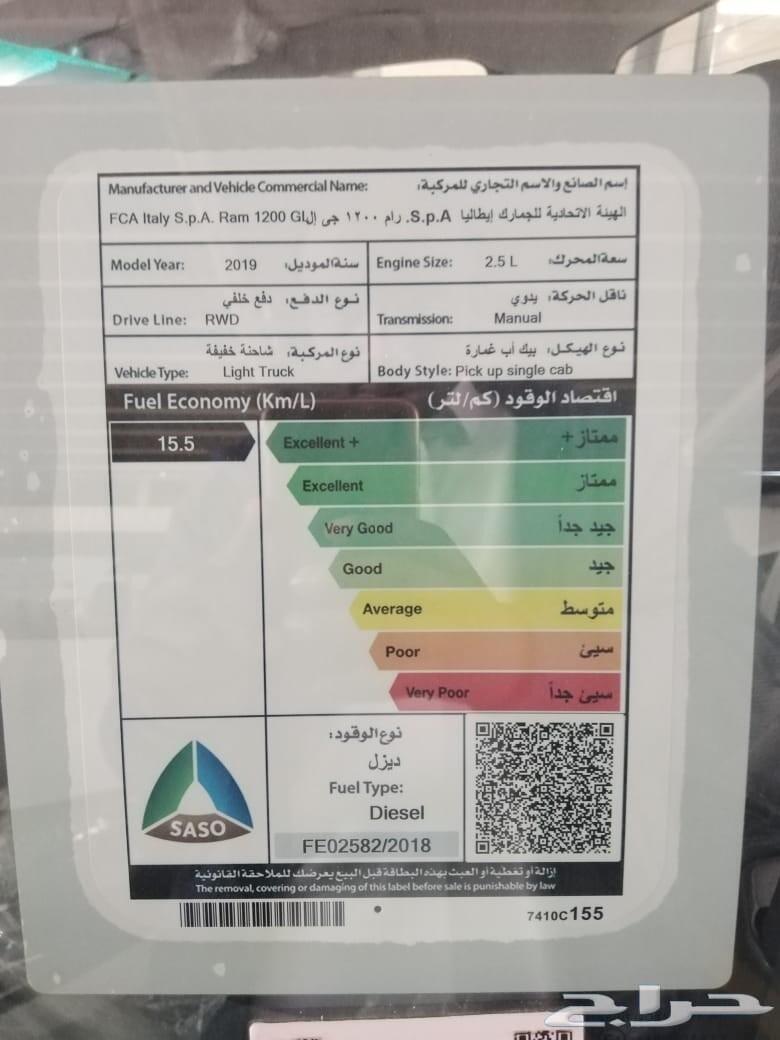 Manufacturer and Vehicle Commercial Name: إسم الصانع والاسم التجاري للمركبة:
FCA Italy S.p.A. Ram 1200 GL الهيئة الاتحادية للجمارك إيطاليا S.p.A. رام ١٢٠٠ جي إل
Model Year: 2019 سنة الموديل:
Engine Size: 2.5 L سعة المحرك:
نوع الدفع: دفع خلفي
Drive Line: RWD
ناقل الحركة: يدوي
Transmission: Manual
نوع المركبة: شاحنة خفيفة
Vehicle Type: Light Truck
نوع الهيكل: بيك أب غمارة
Body Style: Pick up single cab
Fuel Economy (Km/L) اقتصاد الوقود (كم/لتر)
15.5
Excellent + ممتاز +
Excellent ممتاز
Very Good جيد جداً
Good جيد
Average متوسط
Poor سيئ
Very Poor سيئ جداً
SASO
نوع الوقود:
ديزل
Fuel Type:
Diesel
FE02582/2018
إزالة أو تغطية أو العبث بهذه البطاقة قبل البيع يعرضك للملاحقة القانونية
The removal, covering or damaging of this label before sale is punishable by law
7410C155
حراج